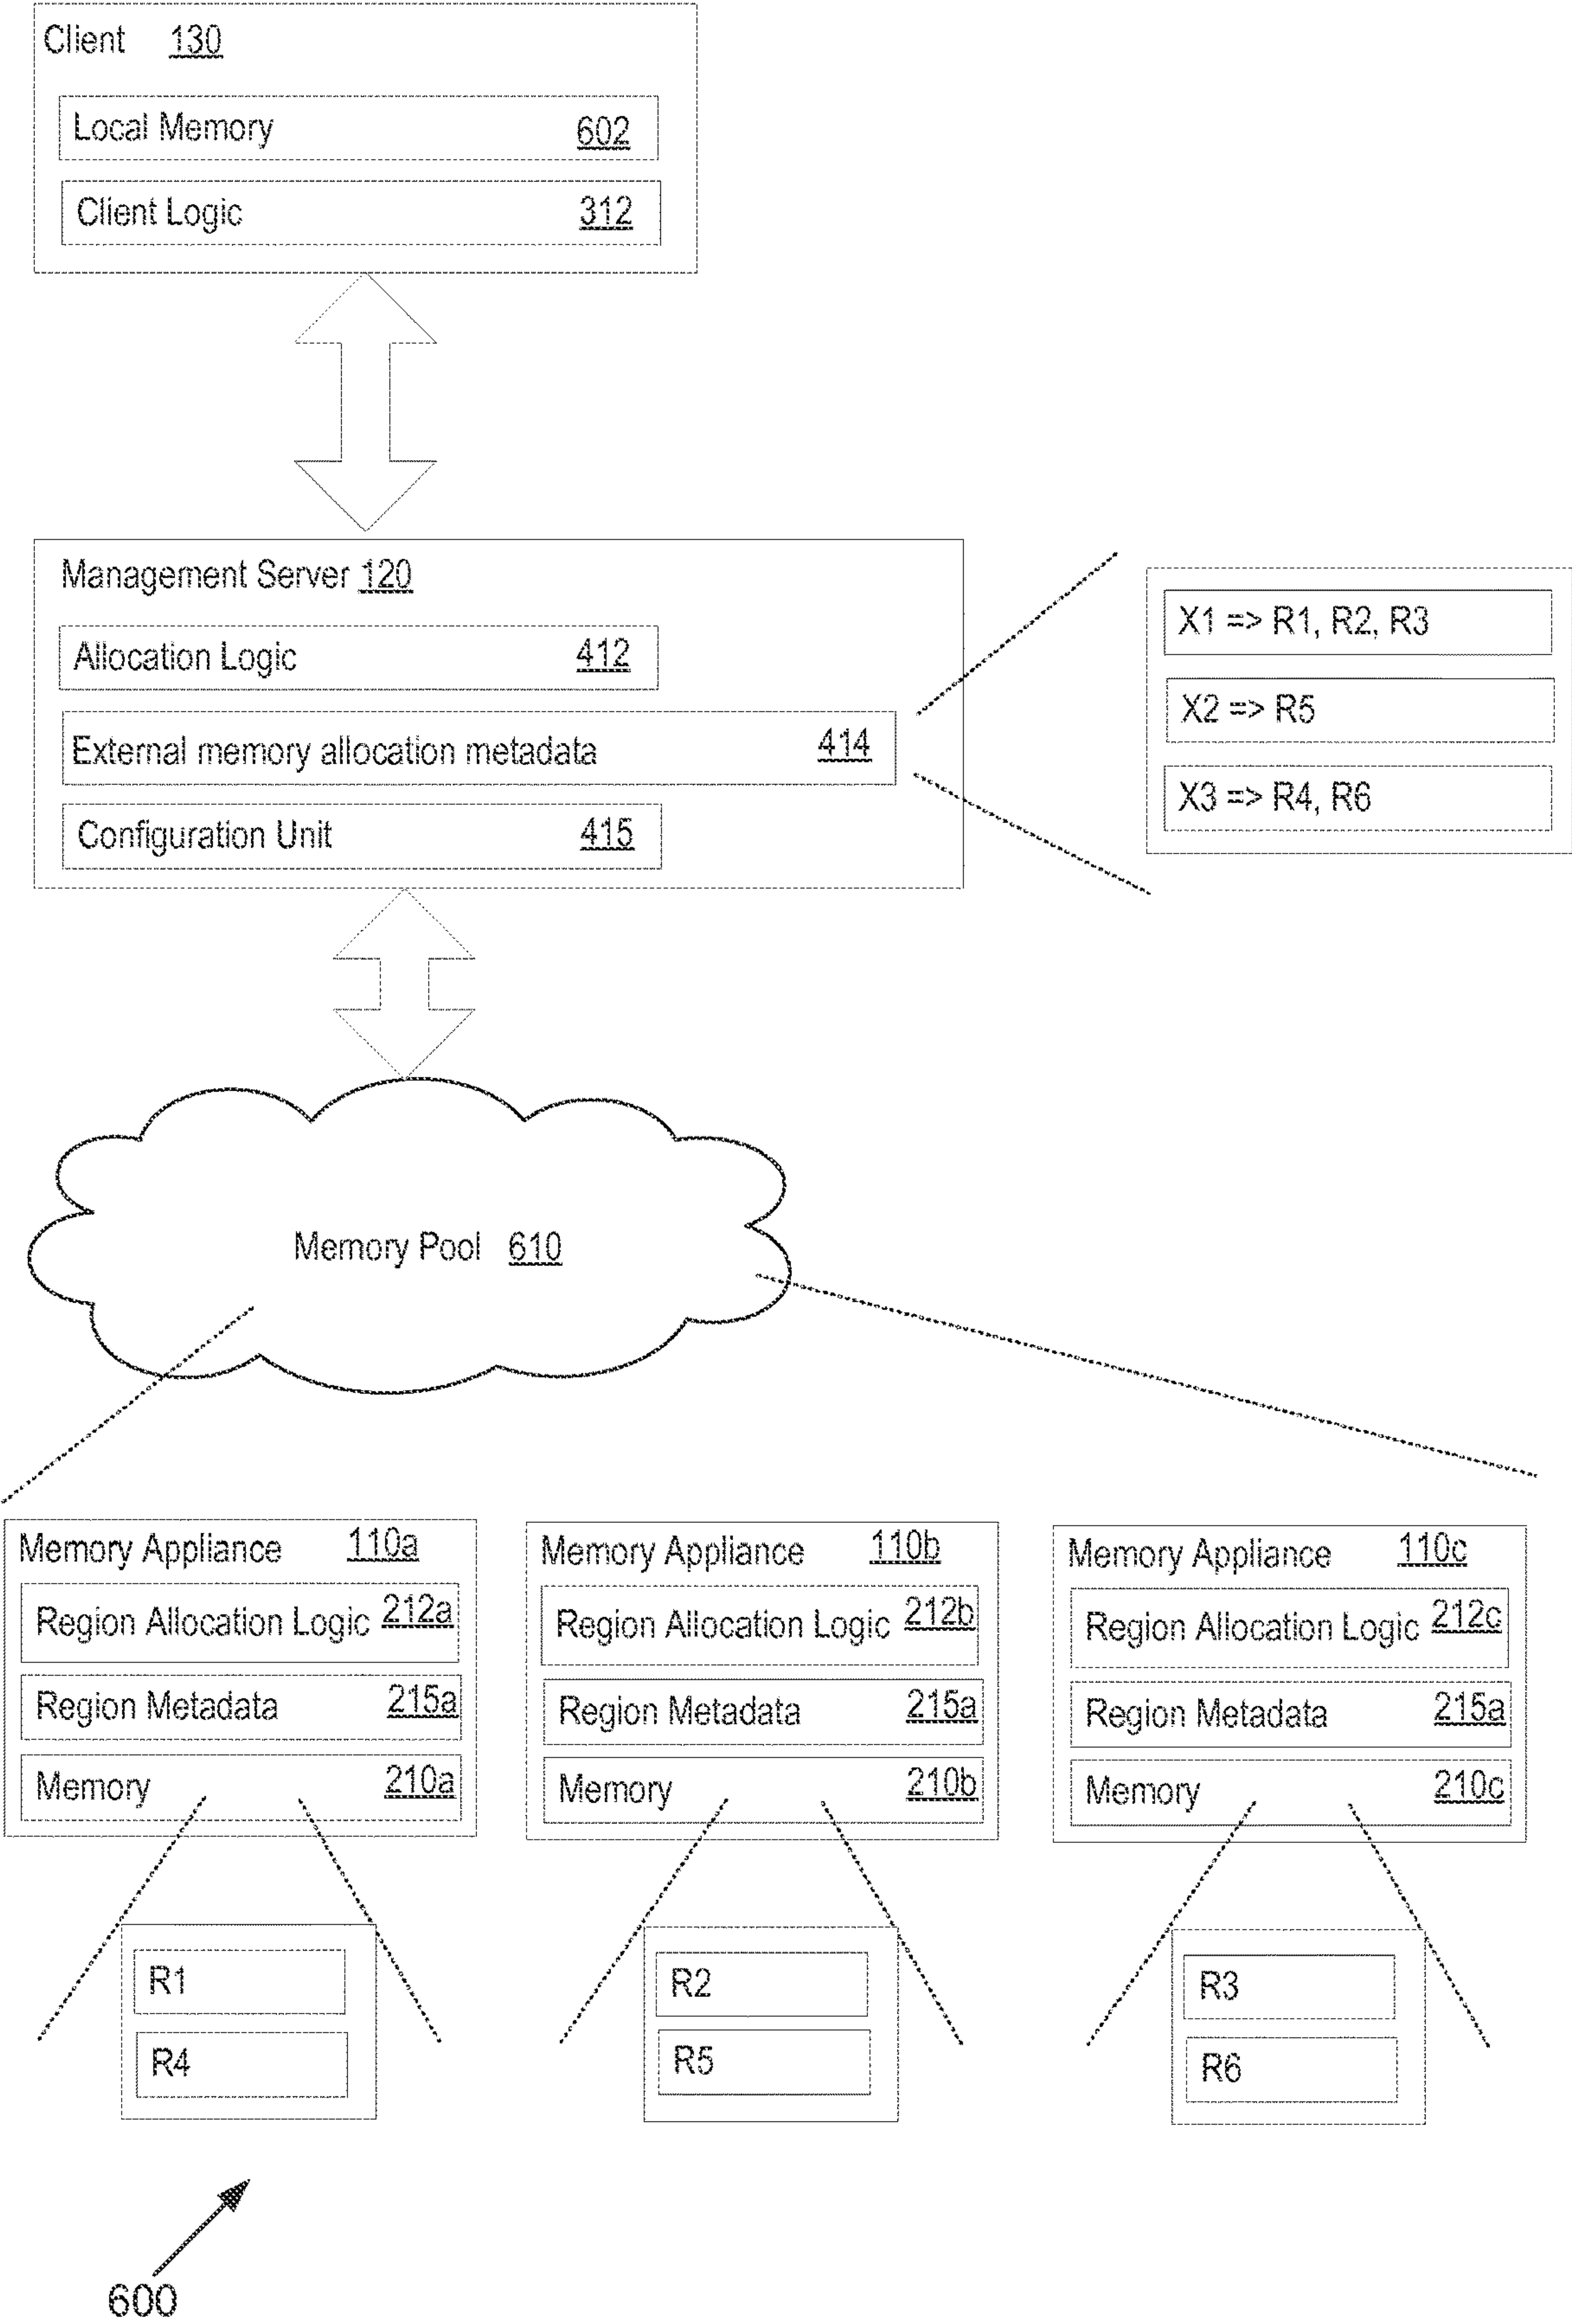 Client 130
Local Memory 602
Client Logic 312
Management Server 120
Allocation Logic 412
External memory allocation metadata 414
Configuration Unit 415
X1 => R1, R2, R3
X2 => R5
X3 => R4, R6
Memory Pool 610
Memory Appliance 110a
Region Allocation Logic 212a
Region Metadata 215a
Memory 210a
R1
R4
Memory Appliance 110b
Region Allocation Logic 212b
Region Metadata 215a
Memory 210b
R2
R5
Memory Appliance 110c
Region Allocation Logic 212c
Region Metadata 215a
Memory 210c
R3
R6
600